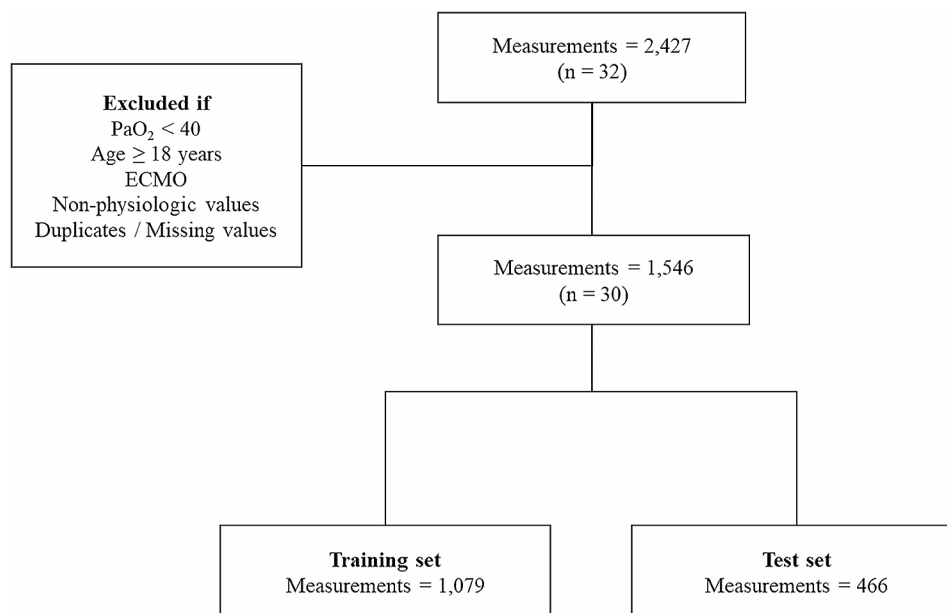 Measurements = 2,427
(n = 32)
Excluded if
PaO₂ < 40
Age ≥ 18 years
ECMO
Non-physiologic values
Duplicates / Missing values
Measurements = 1,546
(n = 30)
Training set
Measurements = 1,079
Test set
Measurements = 466